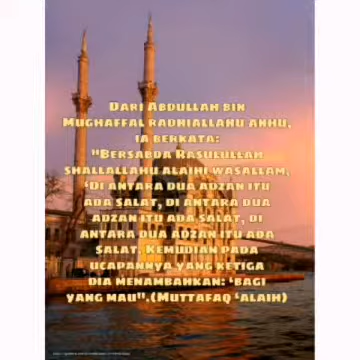 Dari Abdullah bin
Mughaffal radhiallahu anhu,
ia berkata:
"Bersabda Rasulullah
shallallahu alaihi wasallam,
'Di antara dua adzan itu
ada salat, di antara dua
adzan itu ada salat, di
antara dua adzan itu ada
salat. Kemudian pada
ucapannya yang ketiga
dia menambahkan: 'bagi
yang mau".(Muttafaq 'alaih)